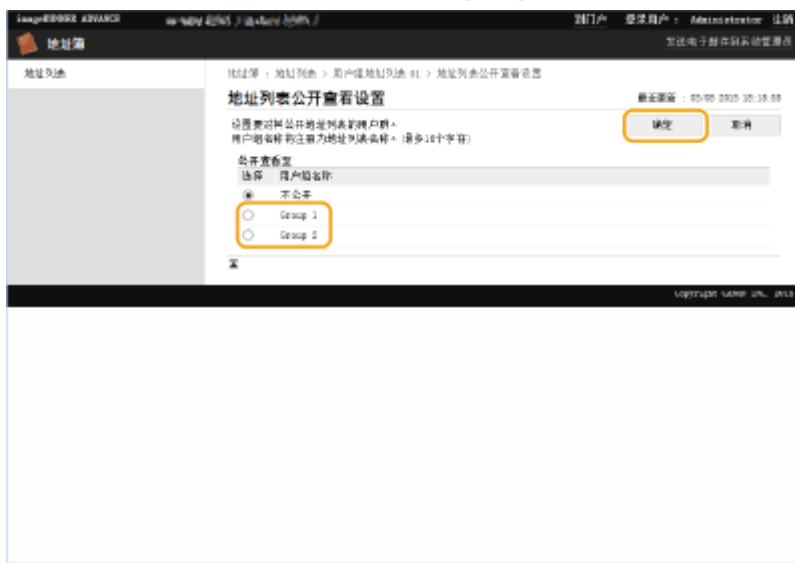 imageRUNNER ADVANCE 到门户 登录用户: Administrator 注销
地址簿 发送电子邮件到系统管理员
地址列表
地址簿 : 地址列表 > 用户组地址列表 01 > 地址列表公开查看设置
地址列表公开查看设置 最近更新 :
设置要对其公开地址列表的用户群。 确定 取消
用户组名称将注册为地址列表名称。(最多16个字符)
公开查看至
选择 用户组名称
不公开
Group 1
Group 2
Copyright CANON INC. 2013